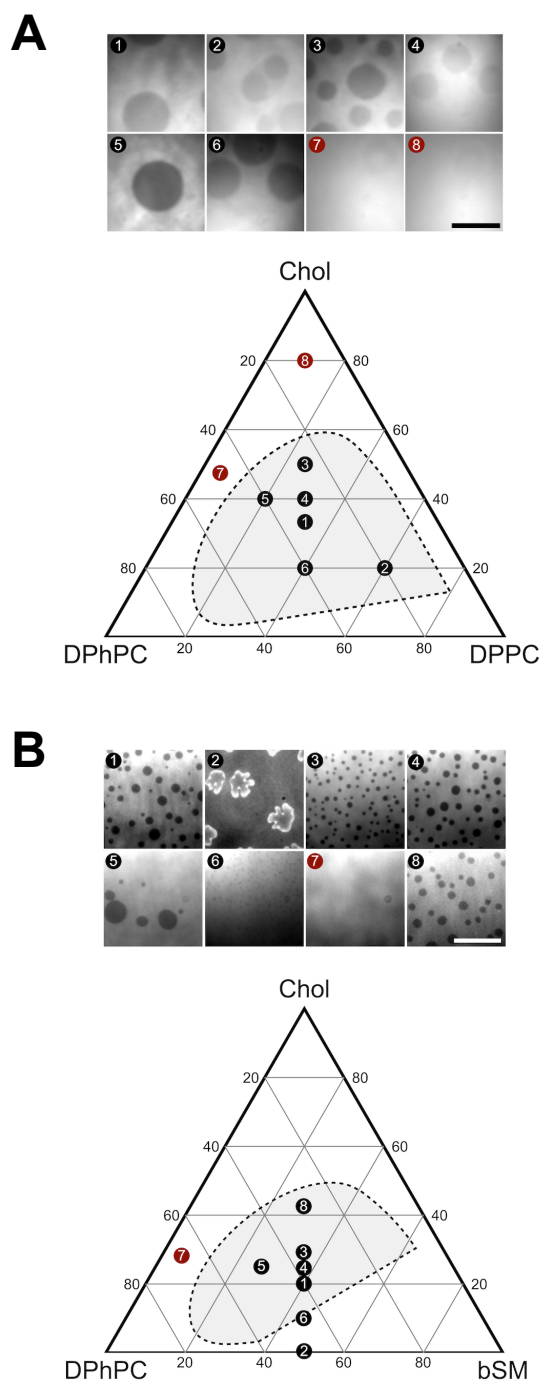 A
1 2 3 4
5 6 7 8
Chol
20 8 80
40 60
7 3
60 5 4 40
1
80 6 2 20
DPhPC DPPC
20 40 60 80
B
1 2 3 4
5 6 7 8
Chol
20 80
40 60
60 8 40
7 5 3
4
80 1 20
6
2
DPhPC bSM
20 40 60 80